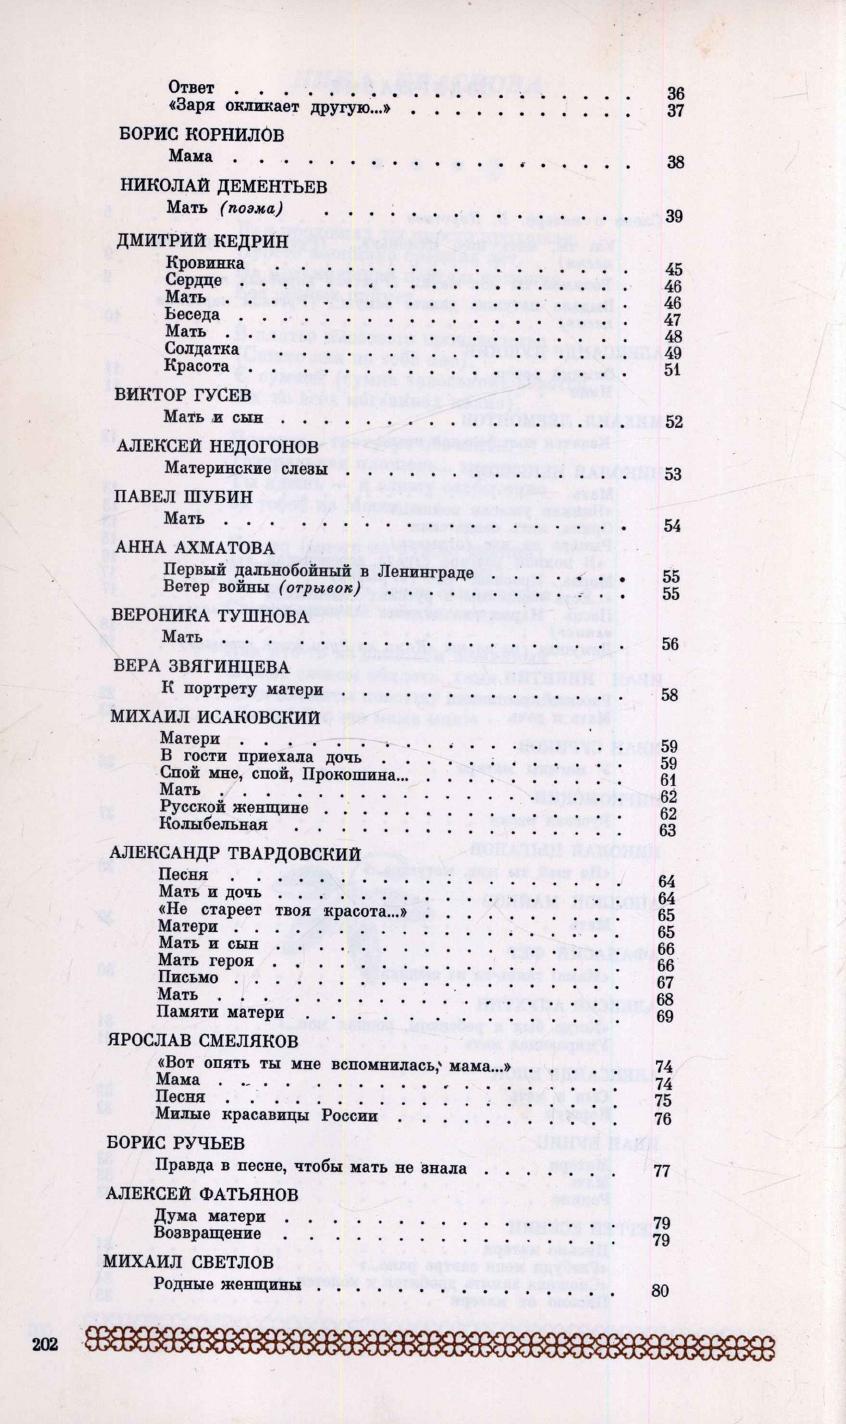 Ответ . . . . . . . . . . . . . . . . . . 36
«Заря окликает другую...» . . . . . . . . . . . . 37
БОРИС КОРНИЛОВ
Мама . . . . . . . . . . . . . . . . . . 38
НИКОЛАЙ ДЕМЕНТЬЕВ
Мать (поэма) . . . . . . . . . . . . . . 39
ДМИТРИЙ КЕДРИН
Кровинка . . . . . . . . . . . . . . . . 45
Сердце . . . . . . . . . . . . . . . . . 46
Мать . . . . . . . . . . . . . . . . . . 46
Беседа . . . . . . . . . . . . . . . . . 47
Мать . . . . . . . . . . . . . . . . . . 48
Солдатка . . . . . . . . . . . . . . . . 49
Красота . . . . . . . . . . . . . . . . 51
ВИКТОР ГУСЕВ
Мать и сын . . . . . . . . . . . . . . . 52
АЛЕКСЕЙ НЕДОГОНОВ
Материнские слезы . . . . . . . . . . . . 53
ПАВЕЛ ШУБИН
Мать . . . . . . . . . . . . . . . . . . 54
АННА АХМАТОВА
Первый дальнобойный в Ленинграде . . . . 55
Ветер войны (отрывок) . . . . . . . . . . 55
ВЕРОНИКА ТУШНОВА
Мать . . . . . . . . . . . . . . . . . . 56
ВЕРА ЗВЯГИНЦЕВА
К портрету матери . . . . . . . . . . . . 58
МИХАИЛ ИСАКОВСКИЙ
Матери . . . . . . . . . . . . . . . . . 59
В гости приехала дочь . . . . . . . . . . 59
Спой мне, спой, Прокошина... . . . . . . . 61
Мать . . . . . . . . . . . . . . . . . . 62
Русской женщине . . . . . . . . . . . . . 62
Колыбельная . . . . . . . . . . . . . . . 63
АЛЕКСАНДР ТВАРДОВСКИЙ
Песня . . . . . . . . . . . . . . . . . . 64
Мать и дочь . . . . . . . . . . . . . . . 64
«Не стареет твоя красота...» . . . . . . . 65
Матери . . . . . . . . . . . . . . . . . 65
Мать и сын . . . . . . . . . . . . . . . 66
Мать героя . . . . . . . . . . . . . . . 66
Письмо . . . . . . . . . . . . . . . . . 67
Мать . . . . . . . . . . . . . . . . . . 68
Памяти матери . . . . . . . . . . . . . . 69
ЯРОСЛАВ СМЕЛЯКОВ
«Вот опять ты мне вспомнилась, мама...» . . . . . 74
Мама . . . . . . . . . . . . . . . . . . 74
Песня . . . . . . . . . . . . . . . . . . 75
Милые красавицы России . . . . . . . . . . 76
БОРИС РУЧЬЕВ
Правда в песне, чтобы мать не знала . . . . . . . 77
АЛЕКСЕЙ ФАТЬЯНОВ
Дума матери . . . . . . . . . . . . . . . 79
Возвращение . . . . . . . . . . . . . . . 79
МИХАИЛ СВЕТЛОВ
Родные женщины . . . . . . . . . . . . . . 80
202